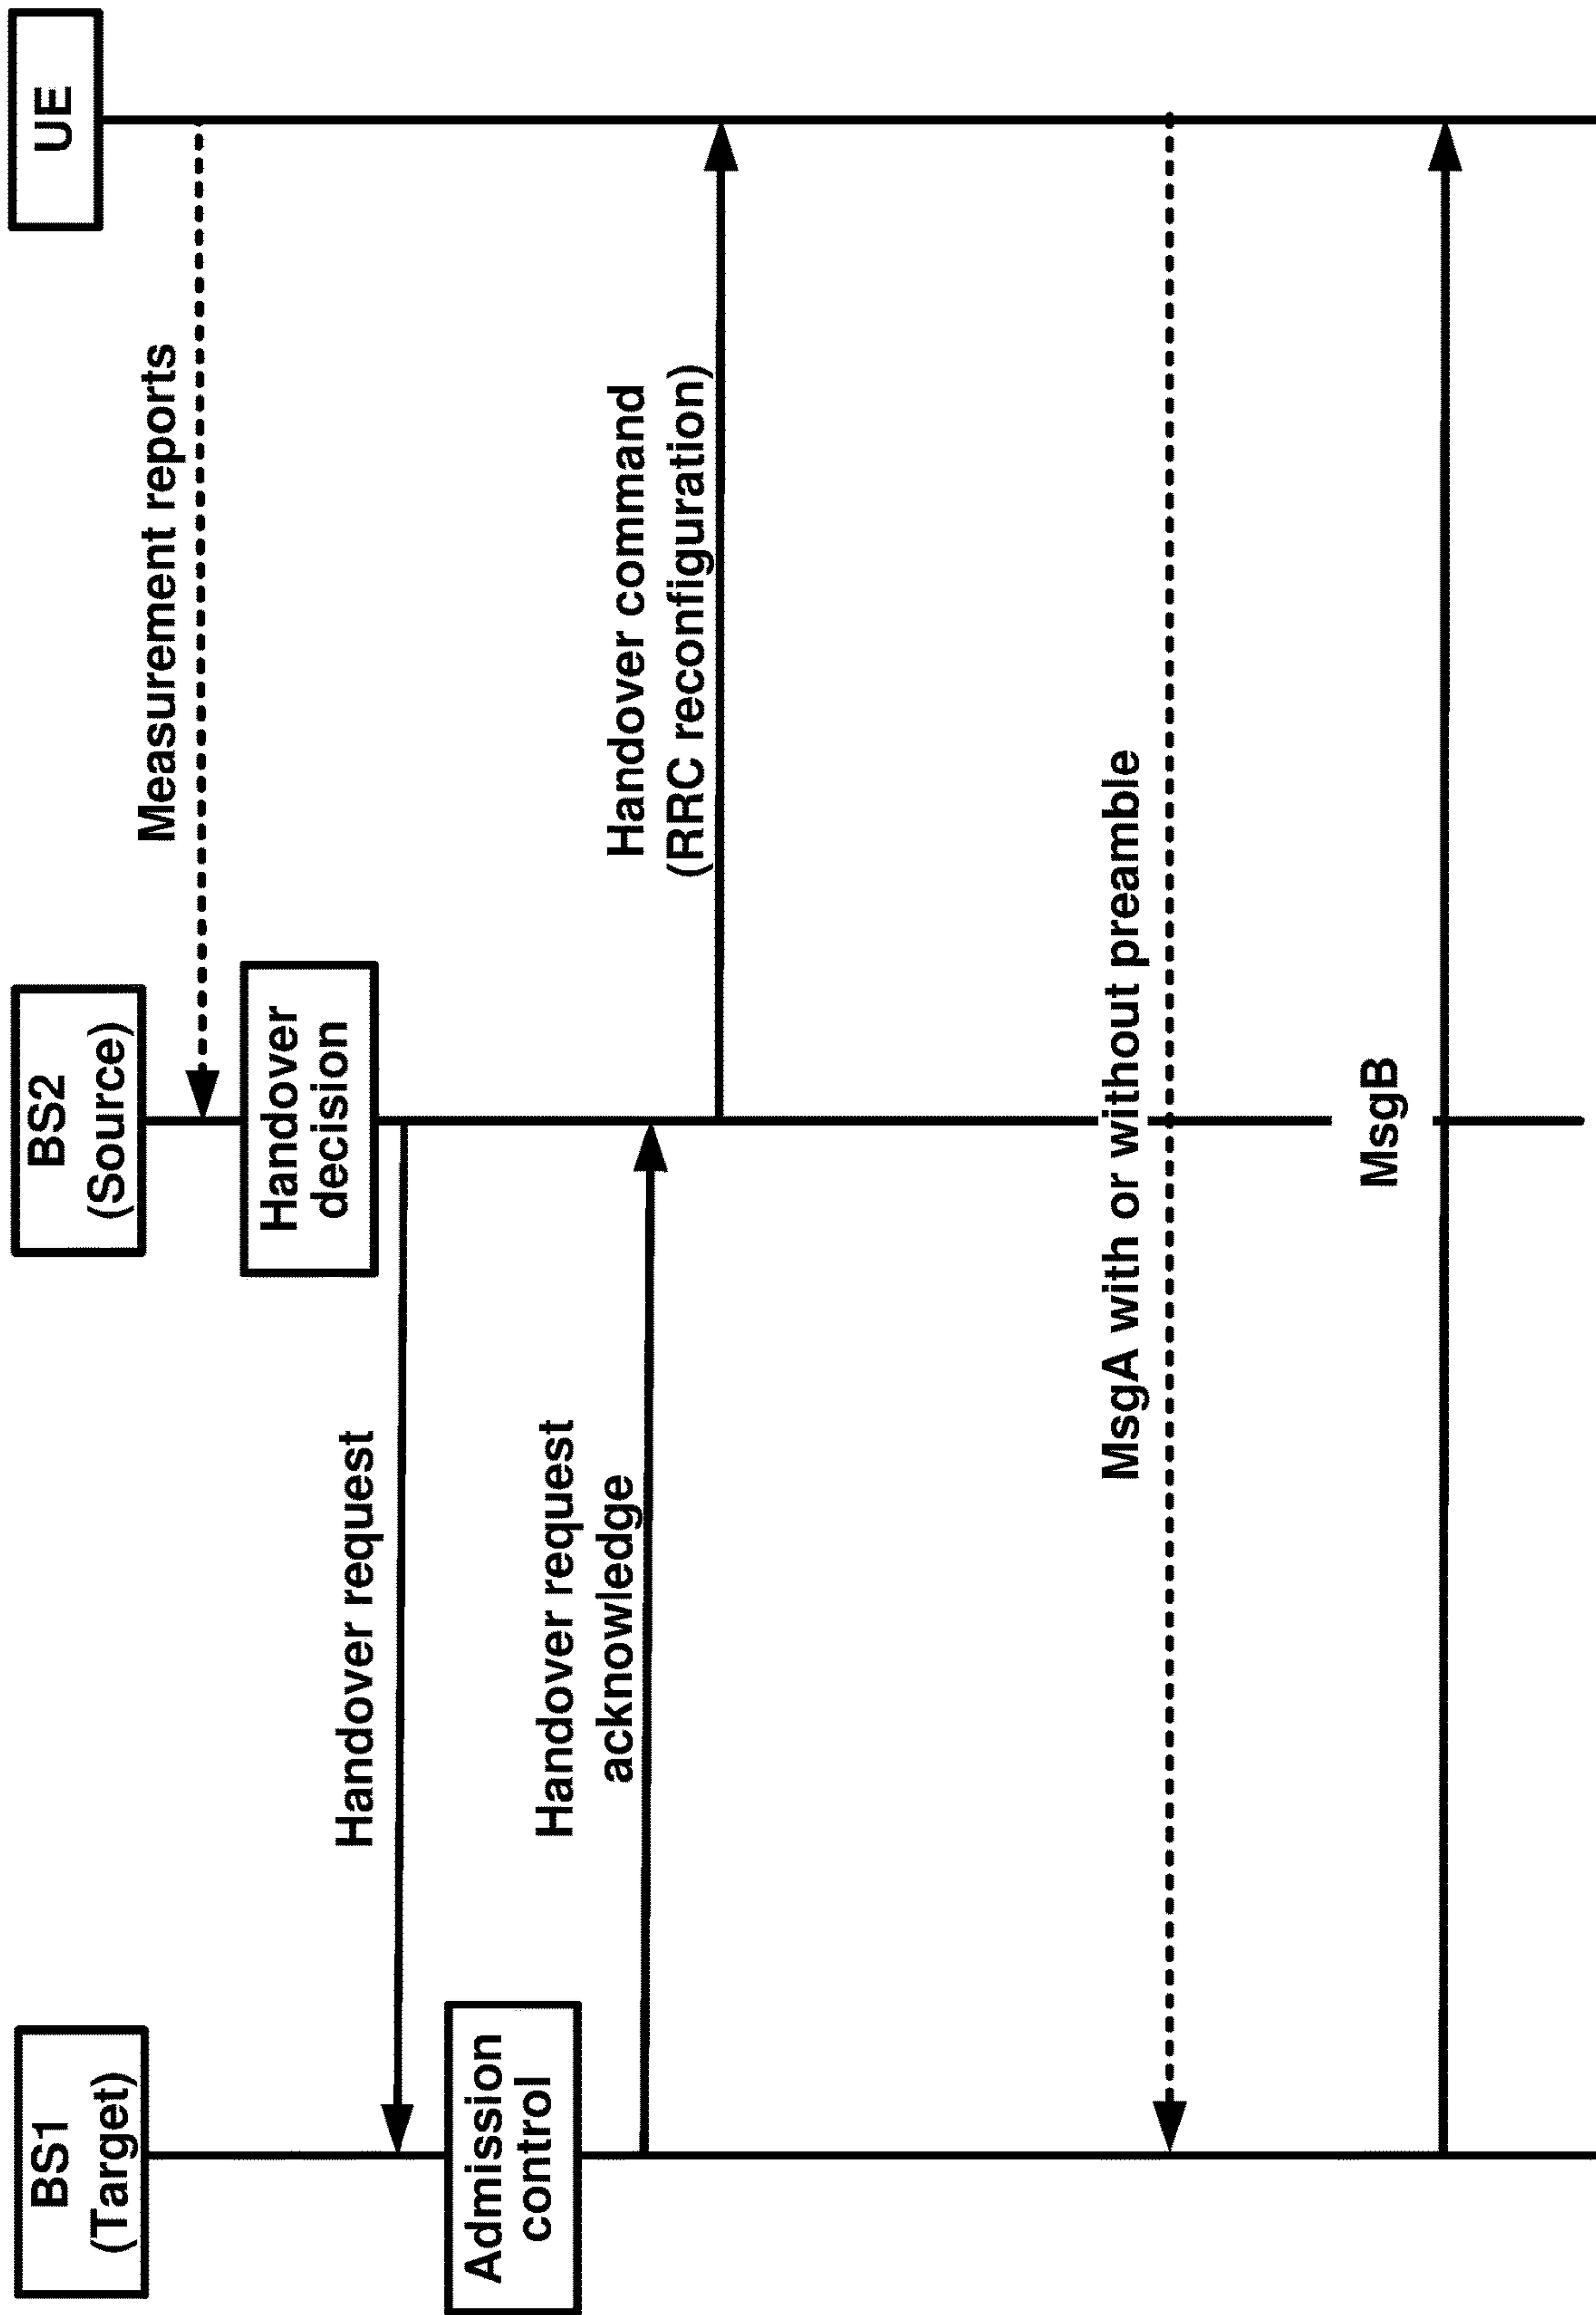 BS1
(Target)
BS2
(Source)
UE
Measurement reports
Handover
decision
Handover request
Admission
control
Handover request
acknowledge
Handover command
(RRC reconfiguration)
MsgA with or without preamble
MsgB